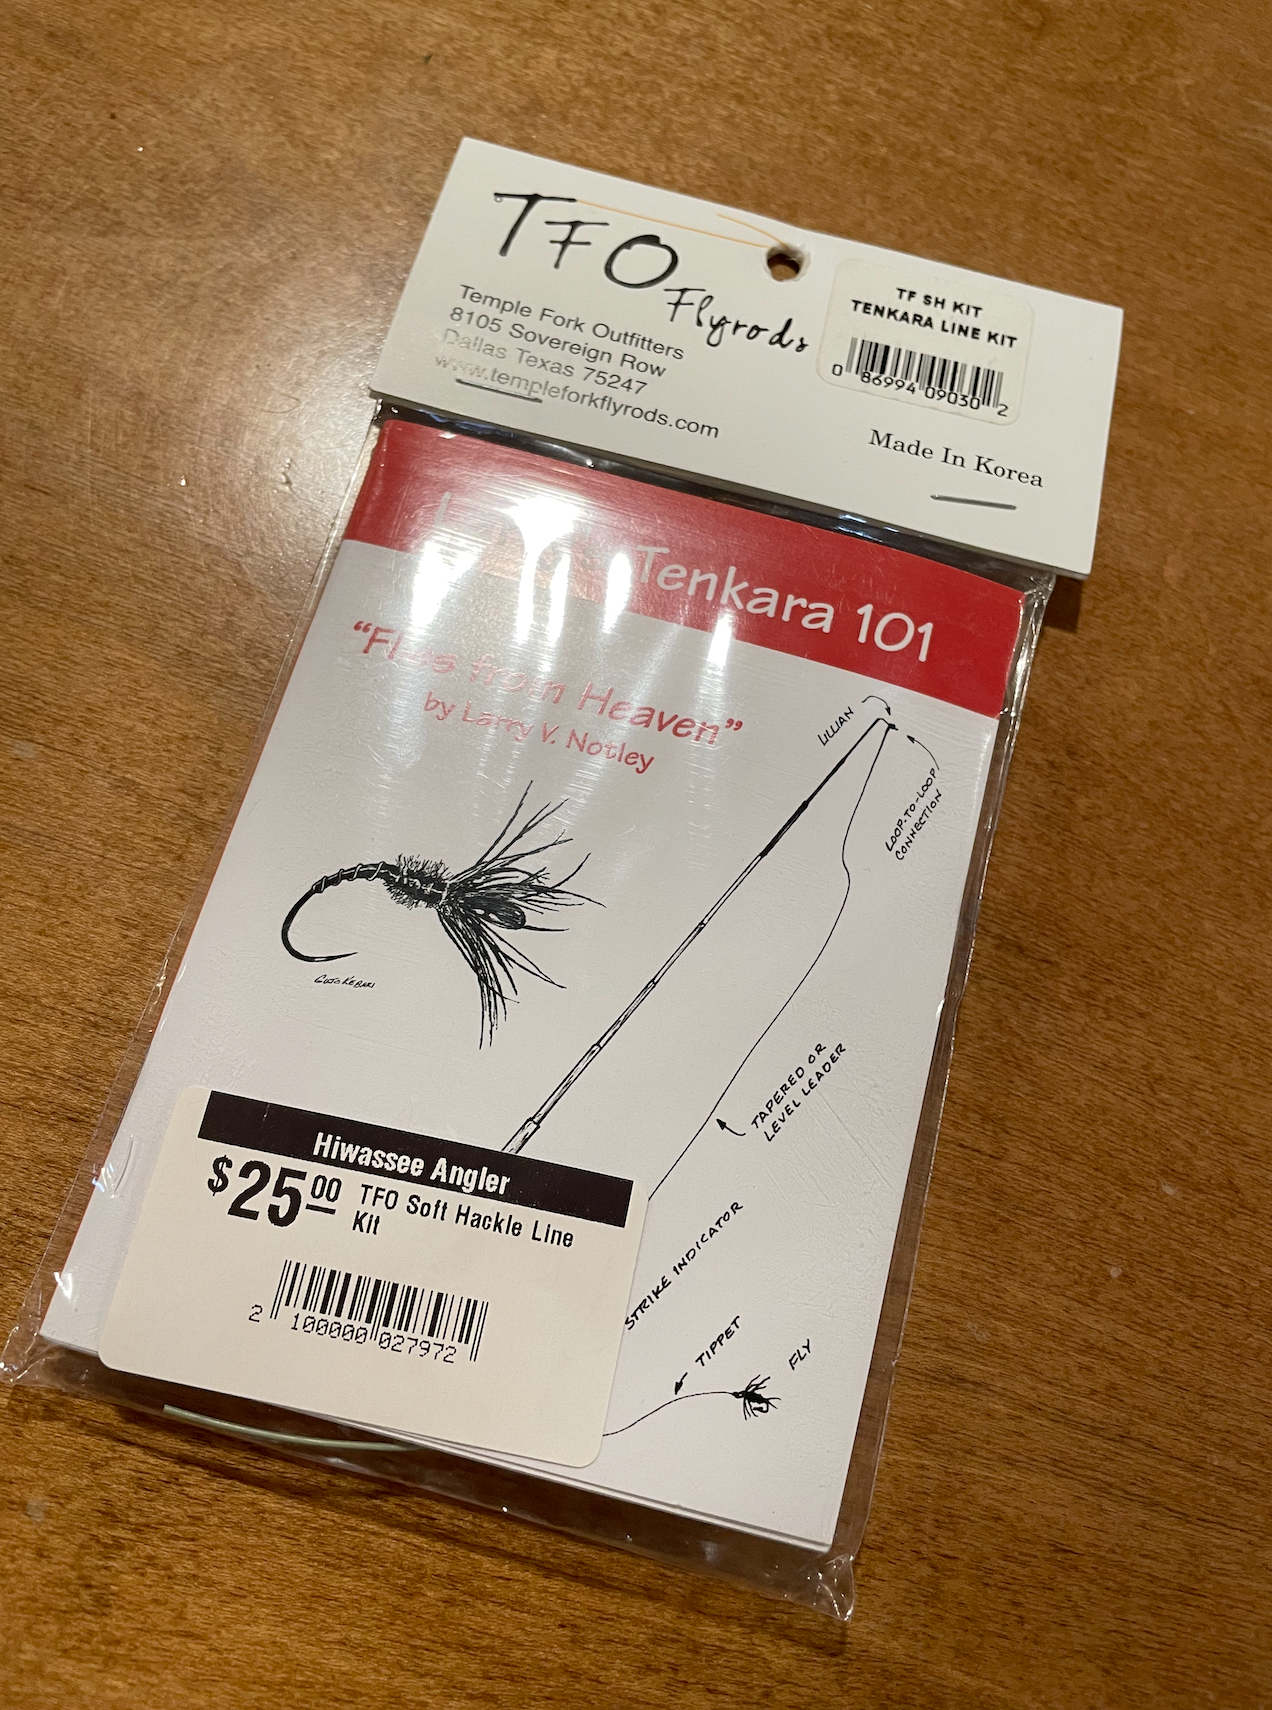 TFO
Flyrods
Temple Fork Outfitters
8105 Sovereign Row
Dallas Texas 75247
www.templeforkflyrods.com
TF SH KIT
TENKARA LINE KIT
0 86994 09030 2
Made In Korea
Tenkara 101
“Flies from Heaven”
by Larry V. Notley
LILLIAN
LOOP-TO-LOOP
CONNECTION
TAPERED OR
LEVEL LEADER
STRIKE INDICATOR
TIPPET
FLY
Hiwassee Angler
$25.00 TFO Soft Hackle Line
Kit
2 100000 027972